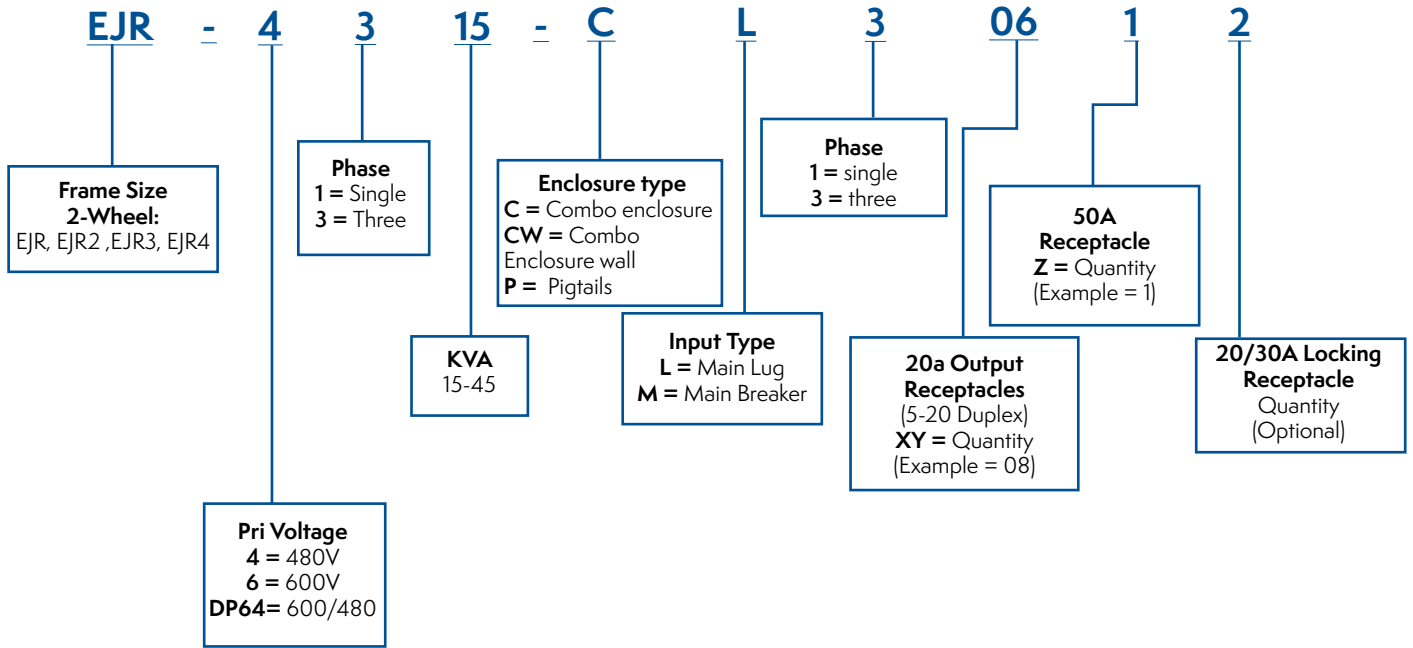 EJR - 4 3 15 - C L 3 06 1 2
Frame Size
2-Wheel:
EJR, EJR2 ,EJR3, EJR4
Pri Voltage
4 = 480V
6 = 600V
DP64= 600/480
Phase
1 = Single
3 = Three
KVA
15-45
Enclosure type
C = Combo enclosure
CW = Combo
Enclosure wall
P = Pigtails
Input Type
L = Main Lug
M = Main Breaker
Phase
1 = single
3 = three
20a Output
Receptacles
(5-20 Duplex)
XY = Quantity
(Example = 08)
50A
Receptacle
Z = Quantity
(Example = 1)
20/30A Locking
Receptacle
Quantity
(Optional)